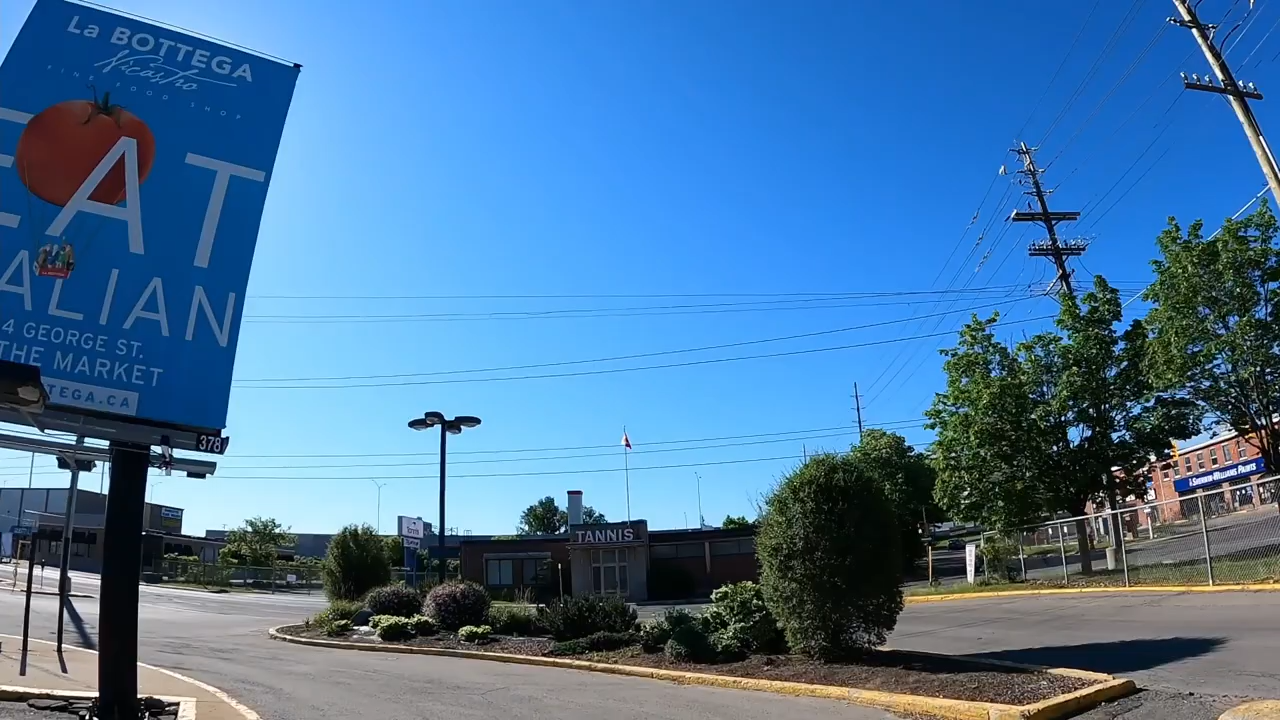 La BOTTEGA
Nicastro
FINE FOOD SHOP
EAT
ALIAN
4 GEORGE ST.
THE MARKET
TEGA.CA
378
TANNIS
Tannis
SHERWIN-WILLIAMS PAINTS